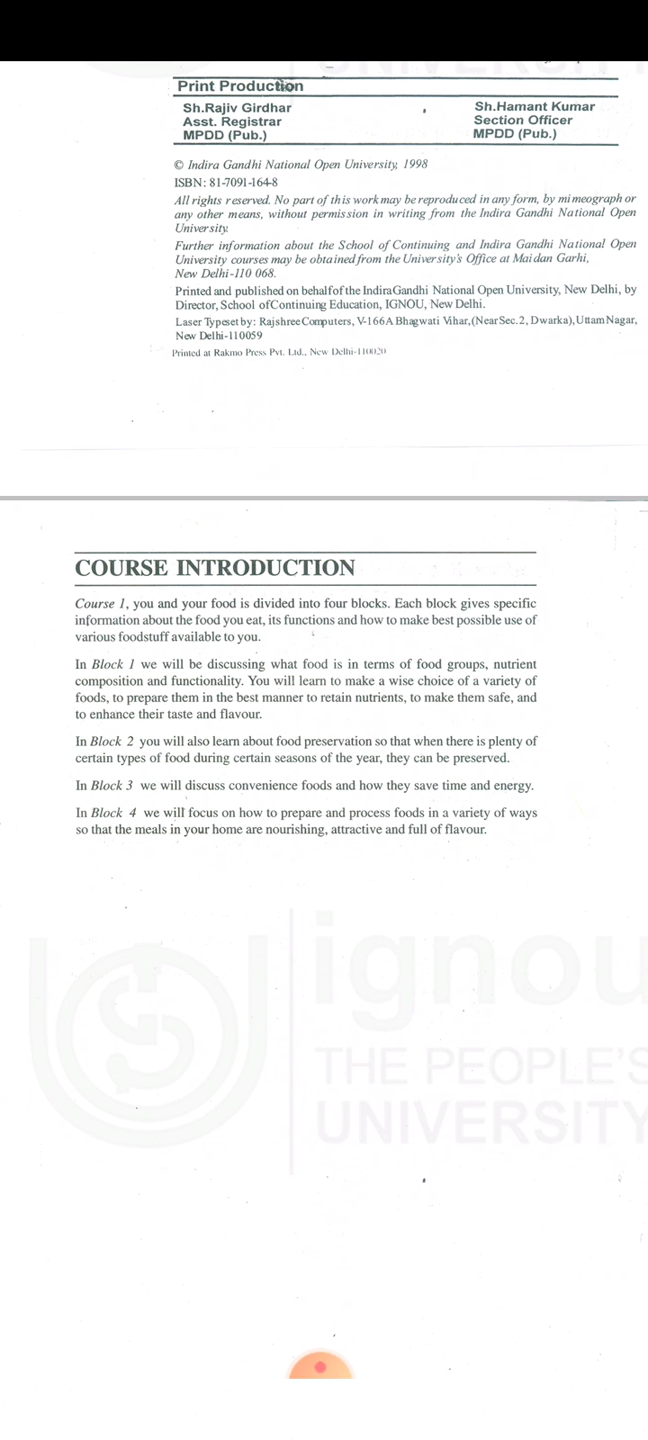 Print Production
Sh.Rajiv Girdhar
Asst. Registrar
MPDD (Pub.)
Sh.Hamant Kumar
Section Officer
MPDD (Pub.)
© Indira Gandhi National Open University, 1998
ISBN: 81-7091-164-8
All rights reserved. No part of this work may be reproduced in any form, by mimeograph or
any other means, without permission in writing from the Indira Gandhi National Open
University.
Further information about the School of Continuing and Indira Gandhi National Open
University courses may be obtained from the University's Office at Maidan Garhi,
New Delhi-110 068.
Printed and published on behalf of the Indira Gandhi National Open University, New Delhi, by
Director, School of Continuing Education, IGNOU, New Delhi.
Laser Typeset by: Rajshree Computers, V-166A Bhagwati Vihar, (Near Sec. 2, Dwarka), Uttam Nagar,
New Delhi-110059
Printed at Rakmo Press Pvt. Ltd., New Delhi-110020
COURSE INTRODUCTION
Course 1, you and your food is divided into four blocks. Each block gives specific
information about the food you eat, its functions and how to make best possible use of
various foodstuff available to you.
In Block 1 we will be discussing what food is in terms of food groups, nutrient
composition and functionality. You will learn to make a wise choice of a variety of
foods, to prepare them in the best manner to retain nutrients, to make them safe, and
to enhance their taste and flavour.
In Block 2 you will also learn about food preservation so that when there is plenty of
certain types of food during certain seasons of the year, they can be preserved.
In Block 3 we will discuss convenience foods and how they save time and energy.
In Block 4 we will focus on how to prepare and process foods in a variety of ways
so that the meals in your home are nourishing, attractive and full of flavour.
ignou
THE PEOPLE'S
UNIVERSITY